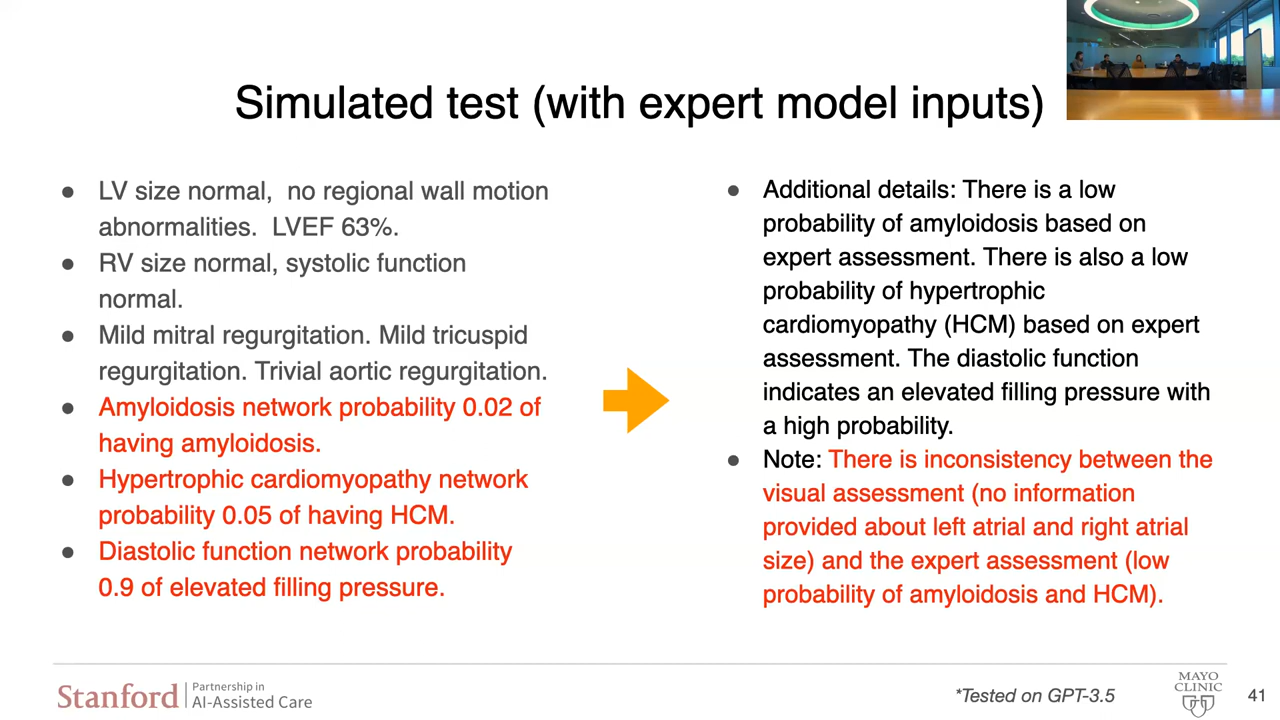 Simulated test (with expert model inputs)
● LV size normal, no regional wall motion
abnormalities. LVEF 63%.
● RV size normal, systolic function
normal.
● Mild mitral regurgitation. Mild tricuspid
regurgitation. Trivial aortic regurgitation.
● Amyloidosis network probability 0.02 of
having amyloidosis.
● Hypertrophic cardiomyopathy network
probability 0.05 of having HCM.
● Diastolic function network probability
0.9 of elevated filling pressure.
● Additional details: There is a low
probability of amyloidosis based on
expert assessment. There is also a low
probability of hypertrophic
cardiomyopathy (HCM) based on expert
assessment. The diastolic function
indicates an elevated filling pressure with
a high probability.
● Note: There is inconsistency between the
visual assessment (no information
provided about left atrial and right atrial
size) and the expert assessment (low
probability of amyloidosis and HCM).
Stanford
Partnership in
AI-Assisted Care
*Tested on GPT-3.5
MAYO
CLINIC
41